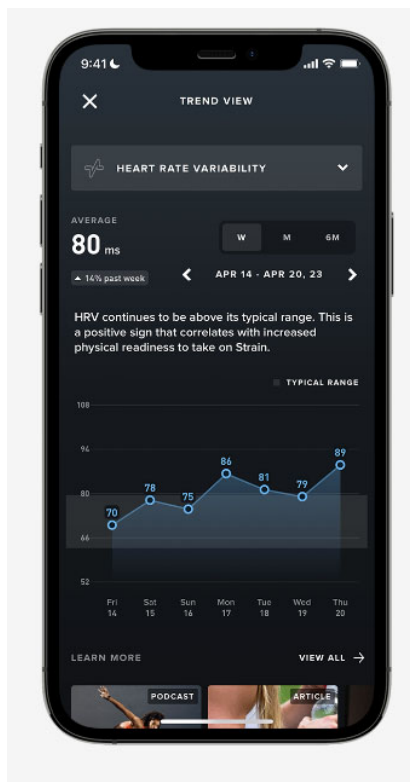 9:41
TREND VIEW
HEART RATE VARIABILITY
AVERAGE
80 ms
W M 6M
14% past week
APR 14 - APR 20, 23
HRV continues to be above its typical range. This is
a positive sign that correlates with increased
physical readiness to take on Strain.
TYPICAL RANGE
108
94
80
66
52
70 78 75 86 81 79 89
Fri Sat Sun Mon Tue Wed Thu
14 15 16 17 18 19 20
LEARN MORE
VIEW ALL →
PODCAST
ARTICLE